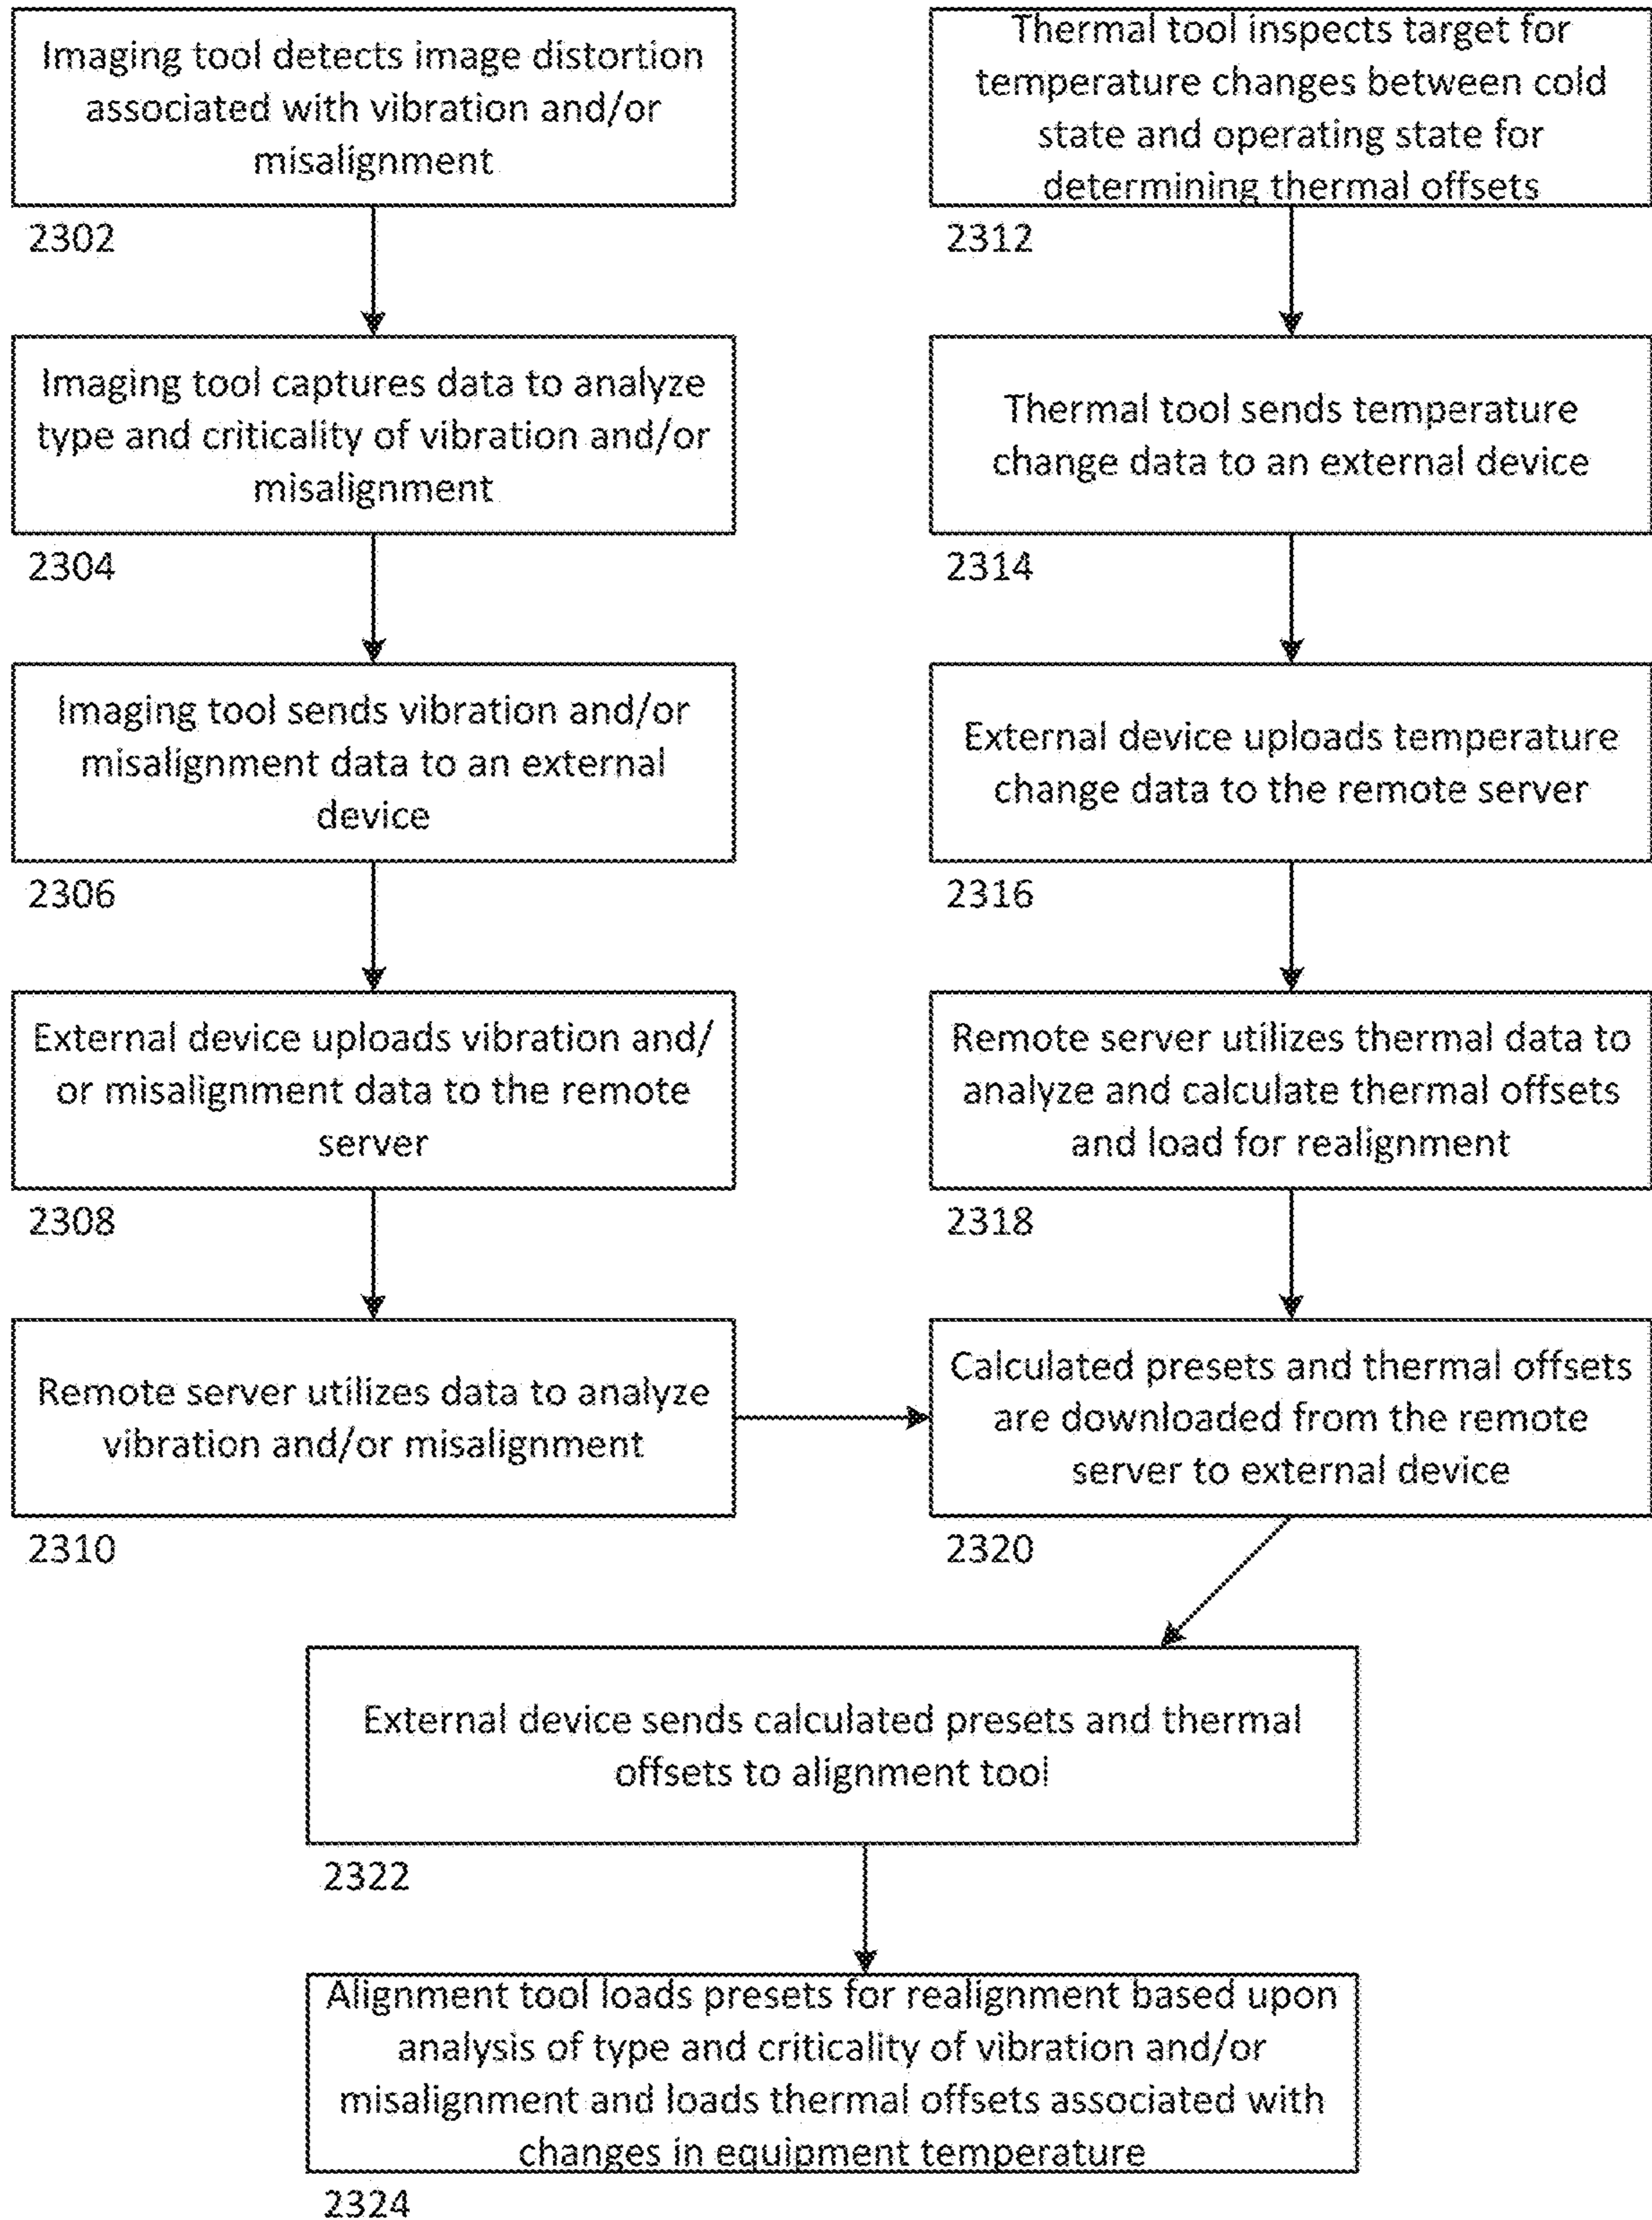 Imaging tool detects image distortion
associated with vibration and/or
misalignment
2302
Imaging tool captures data to analyze
type and criticality of vibration and/or
misalignment
2304
Imaging tool sends vibration and/or
misalignment data to an external
device
2306
External device uploads vibration and/
or misalignment data to the remote
server
2308
Remote server utilizes data to analyze
vibration and/or misalignment
2310
Thermal tool inspects target for
temperature changes between cold
state and operating state for
determining thermal offsets
2312
Thermal tool sends temperature
change data to an external device
2314
External device uploads temperature
change data to the remote server
2316
Remote server utilizes thermal data to
analyze and calculate thermal offsets
and load for realignment
2318
Calculated presets and thermal offsets
are downloaded from the remote
server to external device
2320
External device sends calculated presets and thermal
offsets to alignment tool
2322
Alignment tool loads presets for realignment based upon
analysis of type and criticality of vibration and/or
misalignment and loads thermal offsets associated with
changes in equipment temperature
2324